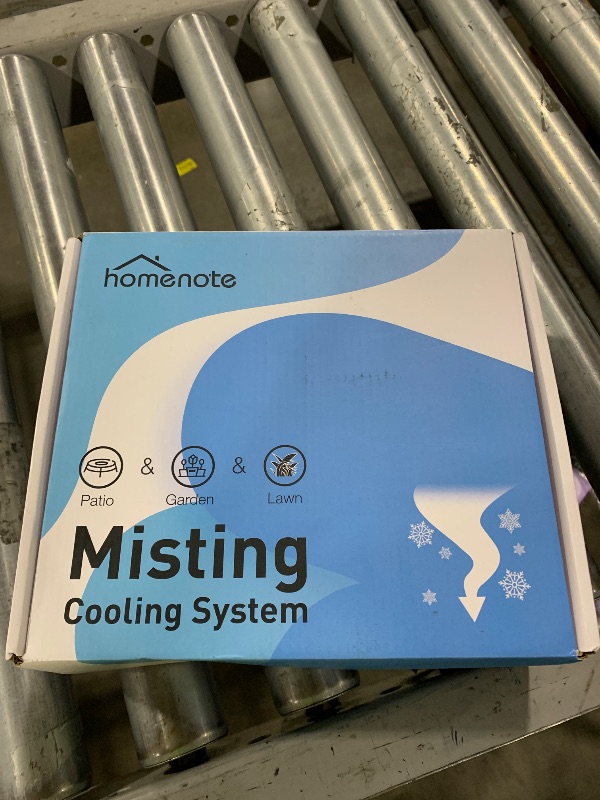 homenote
Patio & Garden & Lawn
Misting
Cooling System